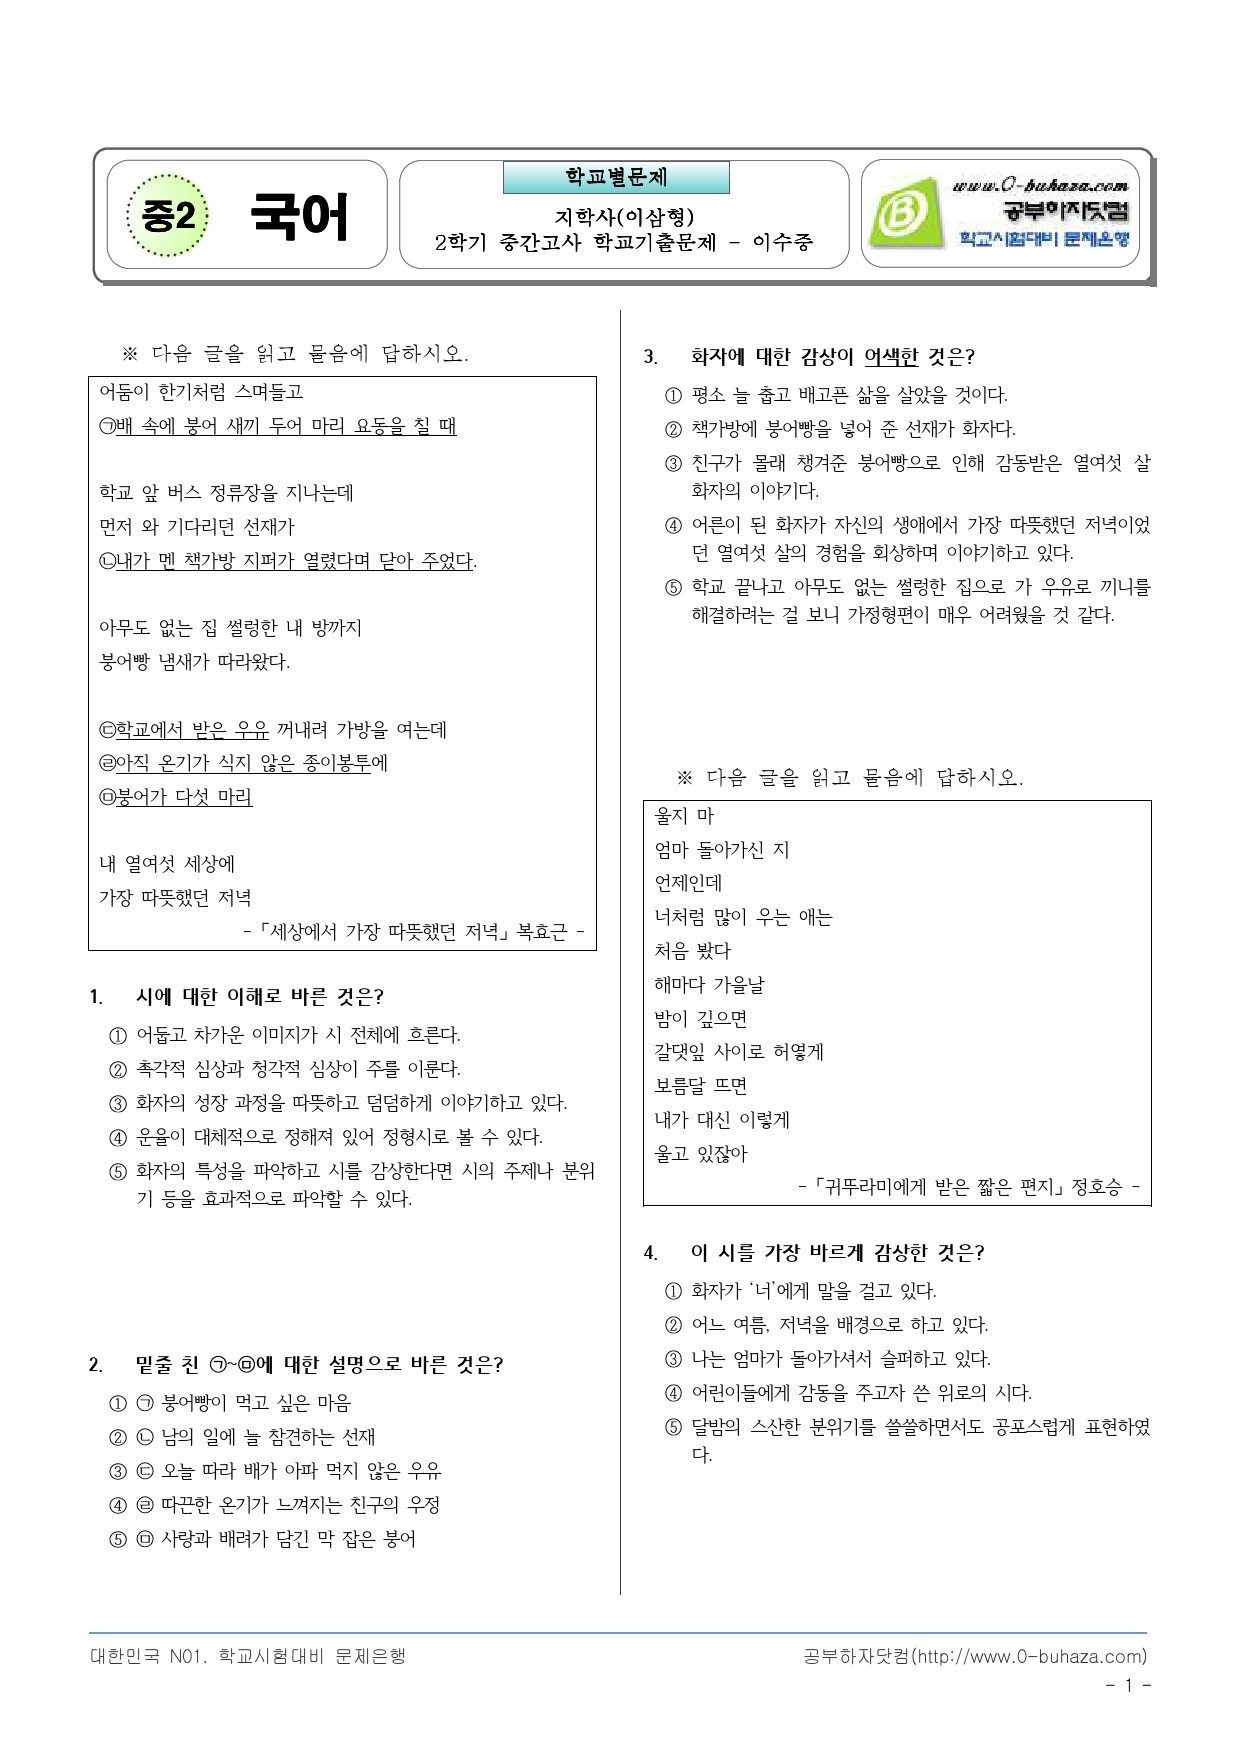 중2 국어
학교별문제
지학사(이삼형)
2학기 중간고사 학교기출문제 - 이수중
www.0-buhaza.com
공부하자닷컴
학교시험대비 문제은행
※ 다음 글을 읽고 물음에 답하시오.
어둠이 한기처럼 스며들고
㉠배 속에 붕어 새끼 두어 마리 요동을 칠 때
학교 앞 버스 정류장을 지나는데
먼저 와 기다리던 선재가
㉡내가 멘 책가방 지퍼가 열렸다며 닫아 주었다.
아무도 없는 집 썰렁한 내 방까지
붕어빵 냄새가 따라왔다.
㉢학교에서 받은 우유 꺼내려 가방을 여는데
㉣아직 온기가 식지 않은 종이봉투에
㉤붕어가 다섯 마리
내 열여섯 세상에
가장 따뜻했던 저녁
-「세상에서 가장 따뜻했던 저녁」복효근 -
1. 시에 대한 이해로 바른 것은?
① 어둡고 차가운 이미지가 시 전체에 흐른다.
② 촉각적 심상과 청각적 심상이 주를 이룬다.
③ 화자의 성장 과정을 따뜻하고 덤덤하게 이야기하고 있다.
④ 운율이 대체적으로 정해져 있어 정형시로 볼 수 있다.
⑤ 화자의 특성을 파악하고 시를 감상한다면 시의 주제나 분위
기 등을 효과적으로 파악할 수 있다.
2. 밑줄 친 ㉠~㉤에 대한 설명으로 바른 것은?
① ㉠ 붕어빵이 먹고 싶은 마음
② ㉡ 남의 일에 늘 참견하는 선재
③ ㉢ 오늘 따라 배가 아파 먹지 않은 우유
④ ㉣ 따끈한 온기가 느껴지는 친구의 우정
⑤ ㉤ 사랑과 배려가 담긴 막 잡은 붕어
3. 화자에 대한 감상이 어색한 것은?
① 평소 늘 춥고 배고픈 삶을 살았을 것이다.
② 책가방에 붕어빵을 넣어 준 선재가 화자다.
③ 친구가 몰래 챙겨준 붕어빵으로 인해 감동받은 열여섯 살
화자의 이야기다.
④ 어른이 된 화자가 자신의 생애에서 가장 따뜻했던 저녁이었
던 열여섯 살의 경험을 회상하며 이야기하고 있다.
⑤ 학교 끝나고 아무도 없는 썰렁한 집으로 가 우유로 끼니를
해결하려는 걸 보니 가정형편이 매우 어려웠을 것 같다.
※ 다음 글을 읽고 물음에 답하시오.
울지 마
엄마 돌아가신 지
언제인데
너처럼 많이 우는 애는
처음 봤다
해마다 가을날
밤이 깊으면
갈댓잎 사이로 허옇게
보름달 뜨면
내가 대신 이렇게
울고 있잖아
-「귀뚜라미에게 받은 짧은 편지」정호승 -
4. 이 시를 가장 바르게 감상한 것은?
① 화자가 ‘너’에게 말을 걸고 있다.
② 어느 여름, 저녁을 배경으로 하고 있다.
③ 나는 엄마가 돌아가셔서 슬퍼하고 있다.
④ 어린이들에게 감동을 주고자 쓴 위로의 시다.
⑤ 달밤의 스산한 분위기를 쓸쓸하면서도 공포스럽게 표현하였
다.
대한민국 N01. 학교시험대비 문제은행
공부하자닷컴(http://www.0-buhaza.com)
- 1 -